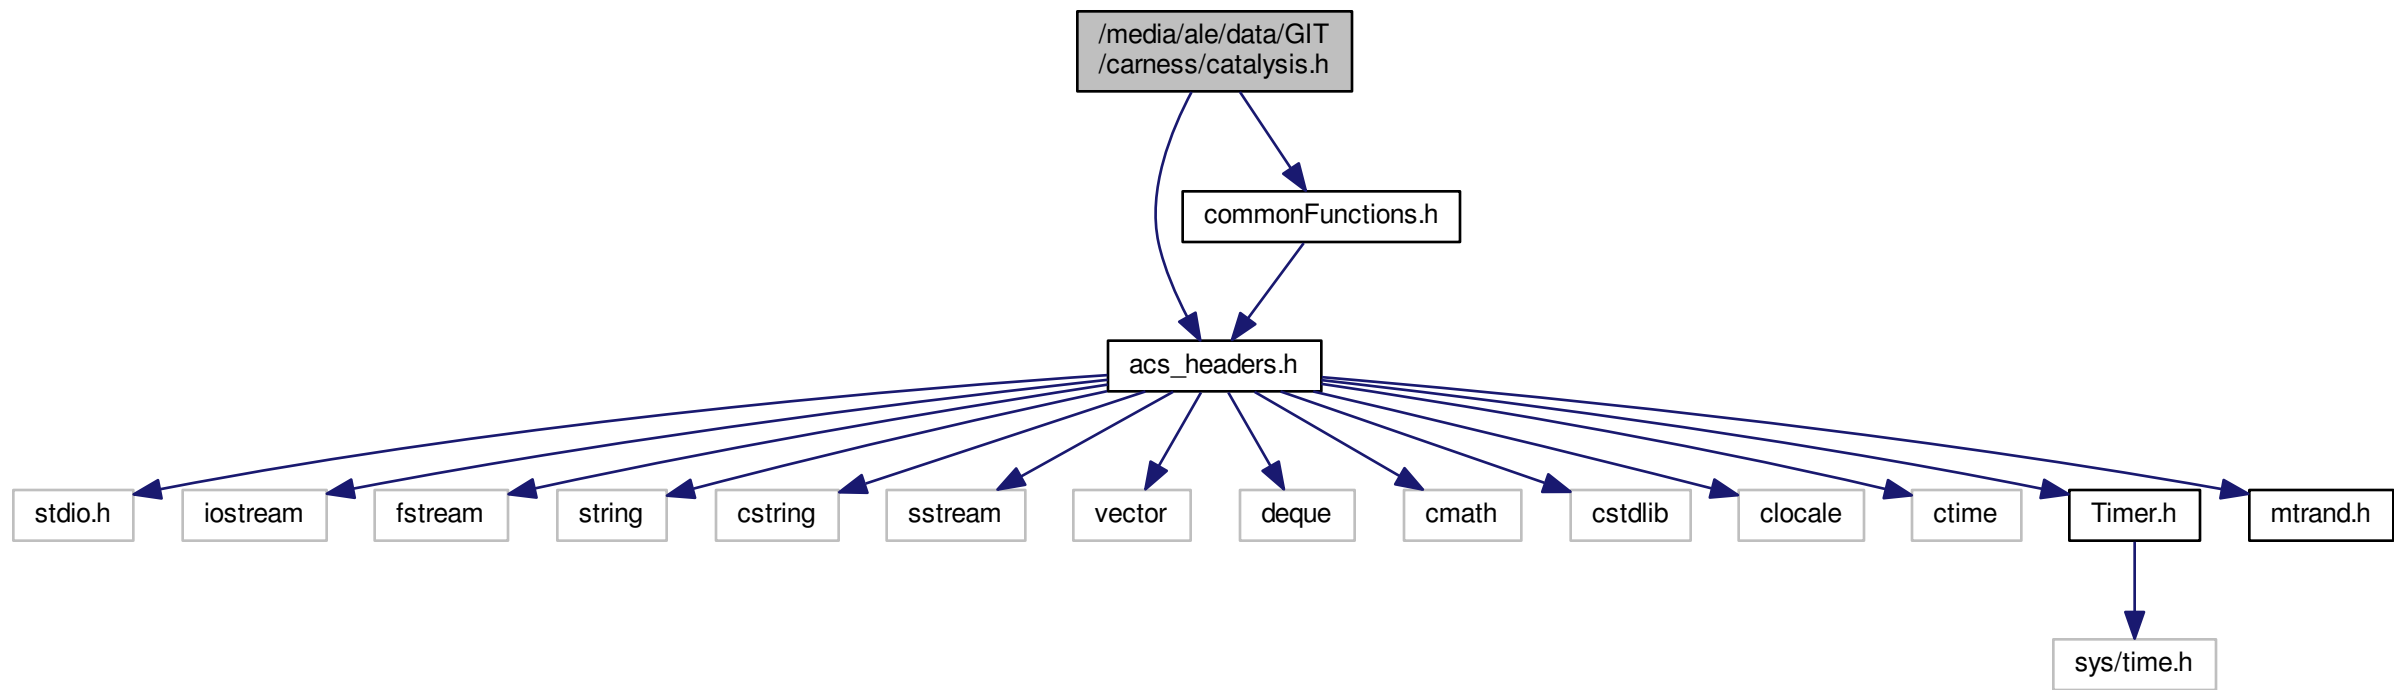 /media/ale/data/GIT
/carness/catalysis.h
commonFunctions.h
acs_headers.h
stdio.h
iostream
fstream
string
cstring
sstream
vector
deque
cmath
cstdlib
clocale
ctime
Timer.h
mtrand.h
sys/time.h